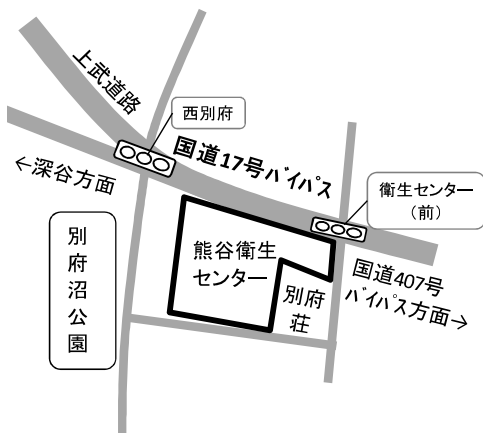 上武道路
西別府
国道17号バイパス
←深谷方面
衛生センター
（前）
別府沼公園
熊谷衛生
センター
別府
荘
国道407号
バイパス方面→